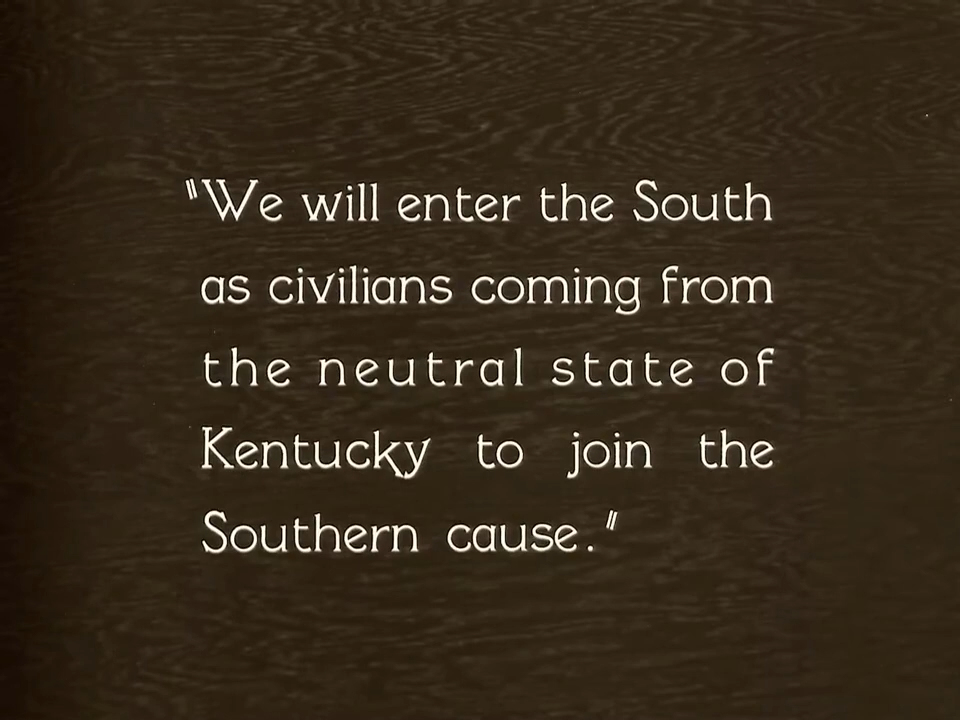 "We will enter the South
as civilians coming from
the neutral state of
Kentucky to join the
Southern cause."